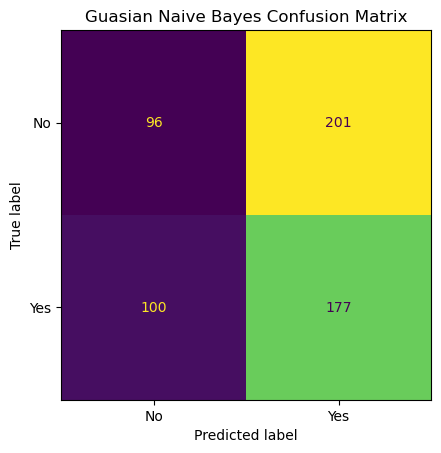 Guasian Naive Bayes Confusion Matrix
No
96
201
True label
Yes
100
177
No
Yes
Predicted label